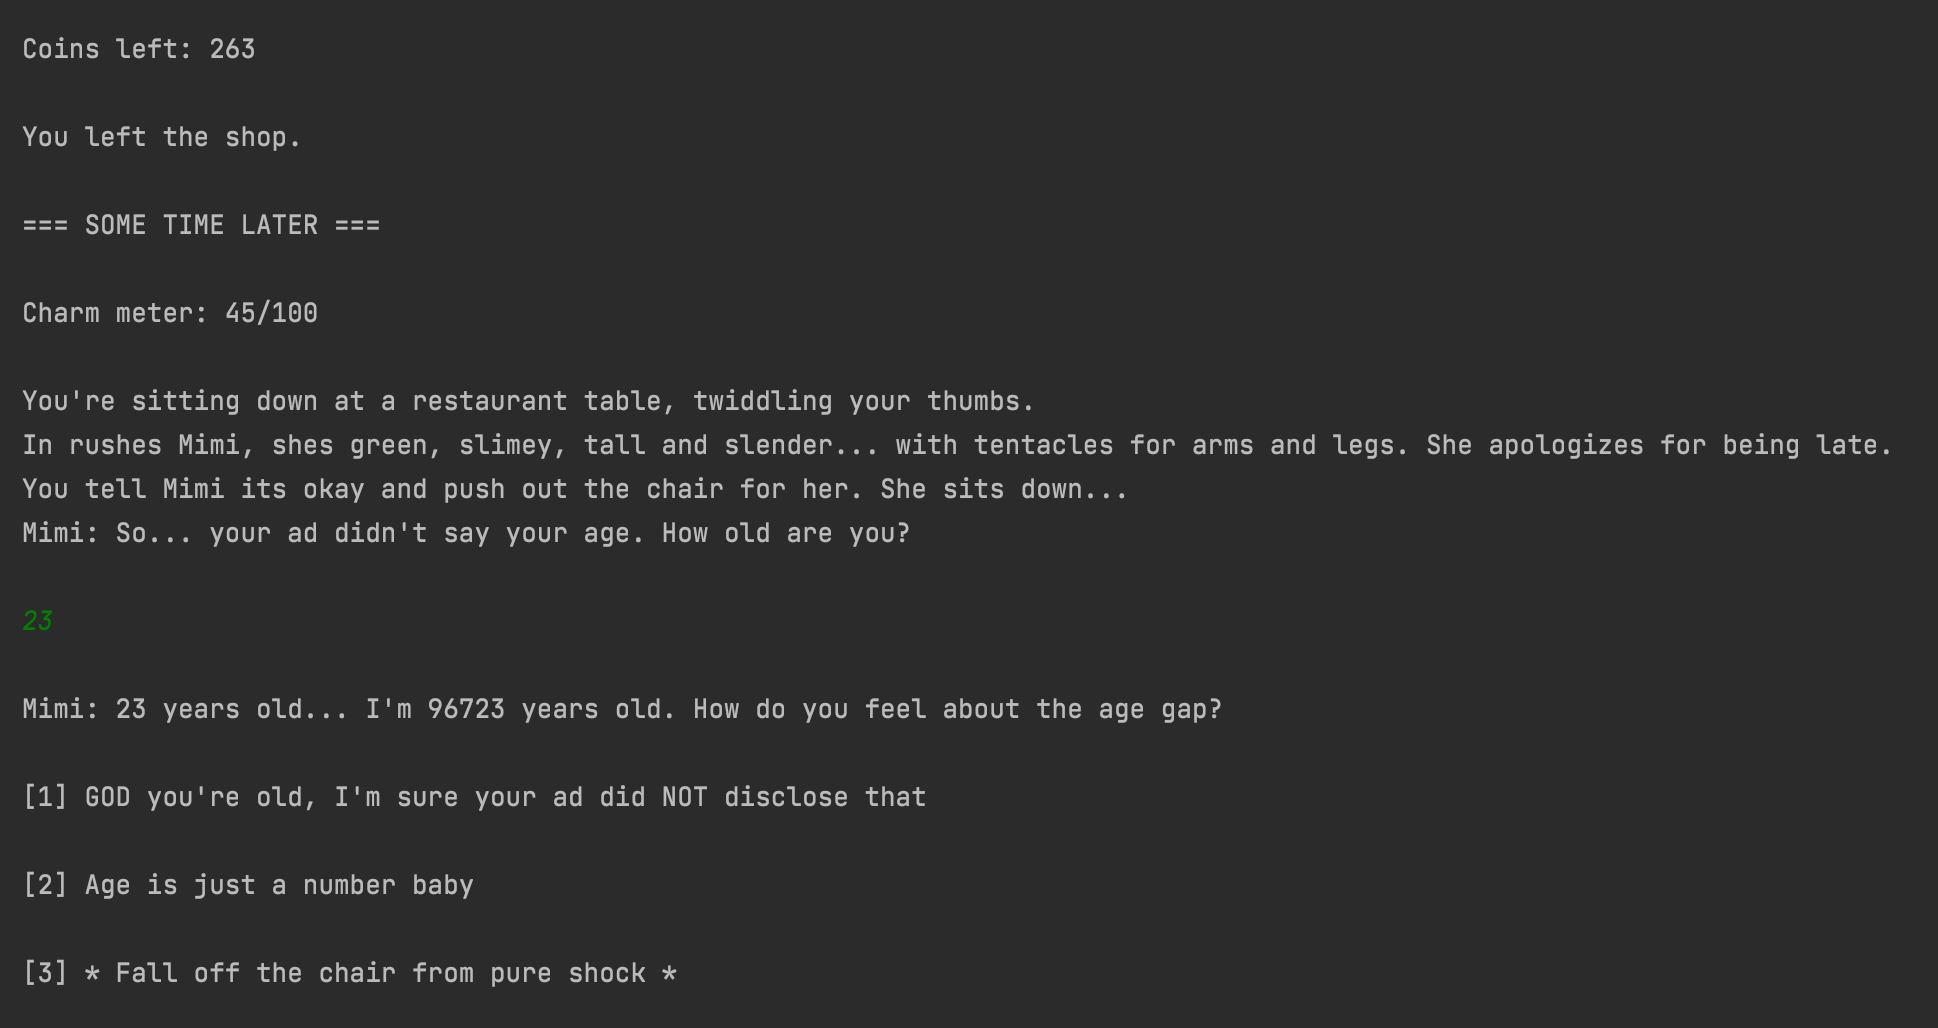 Coins left: 263
You left the shop.
=== SOME TIME LATER ===
Charm meter: 45/100
You're sitting down at a restaurant table, twiddling your thumbs.
In rushes Mimi, shes green, slimey, tall and slender... with tentacles for arms and legs. She apologizes for being late.
You tell Mimi its okay and push out the chair for her. She sits down...
Mimi: So... your ad didn't say your age. How old are you?
23
Mimi: 23 years old... I'm 96723 years old. How do you feel about the age gap?
[1] GOD you're old, I'm sure your ad did NOT disclose that
[2] Age is just a number baby
[3] * Fall off the chair from pure shock *